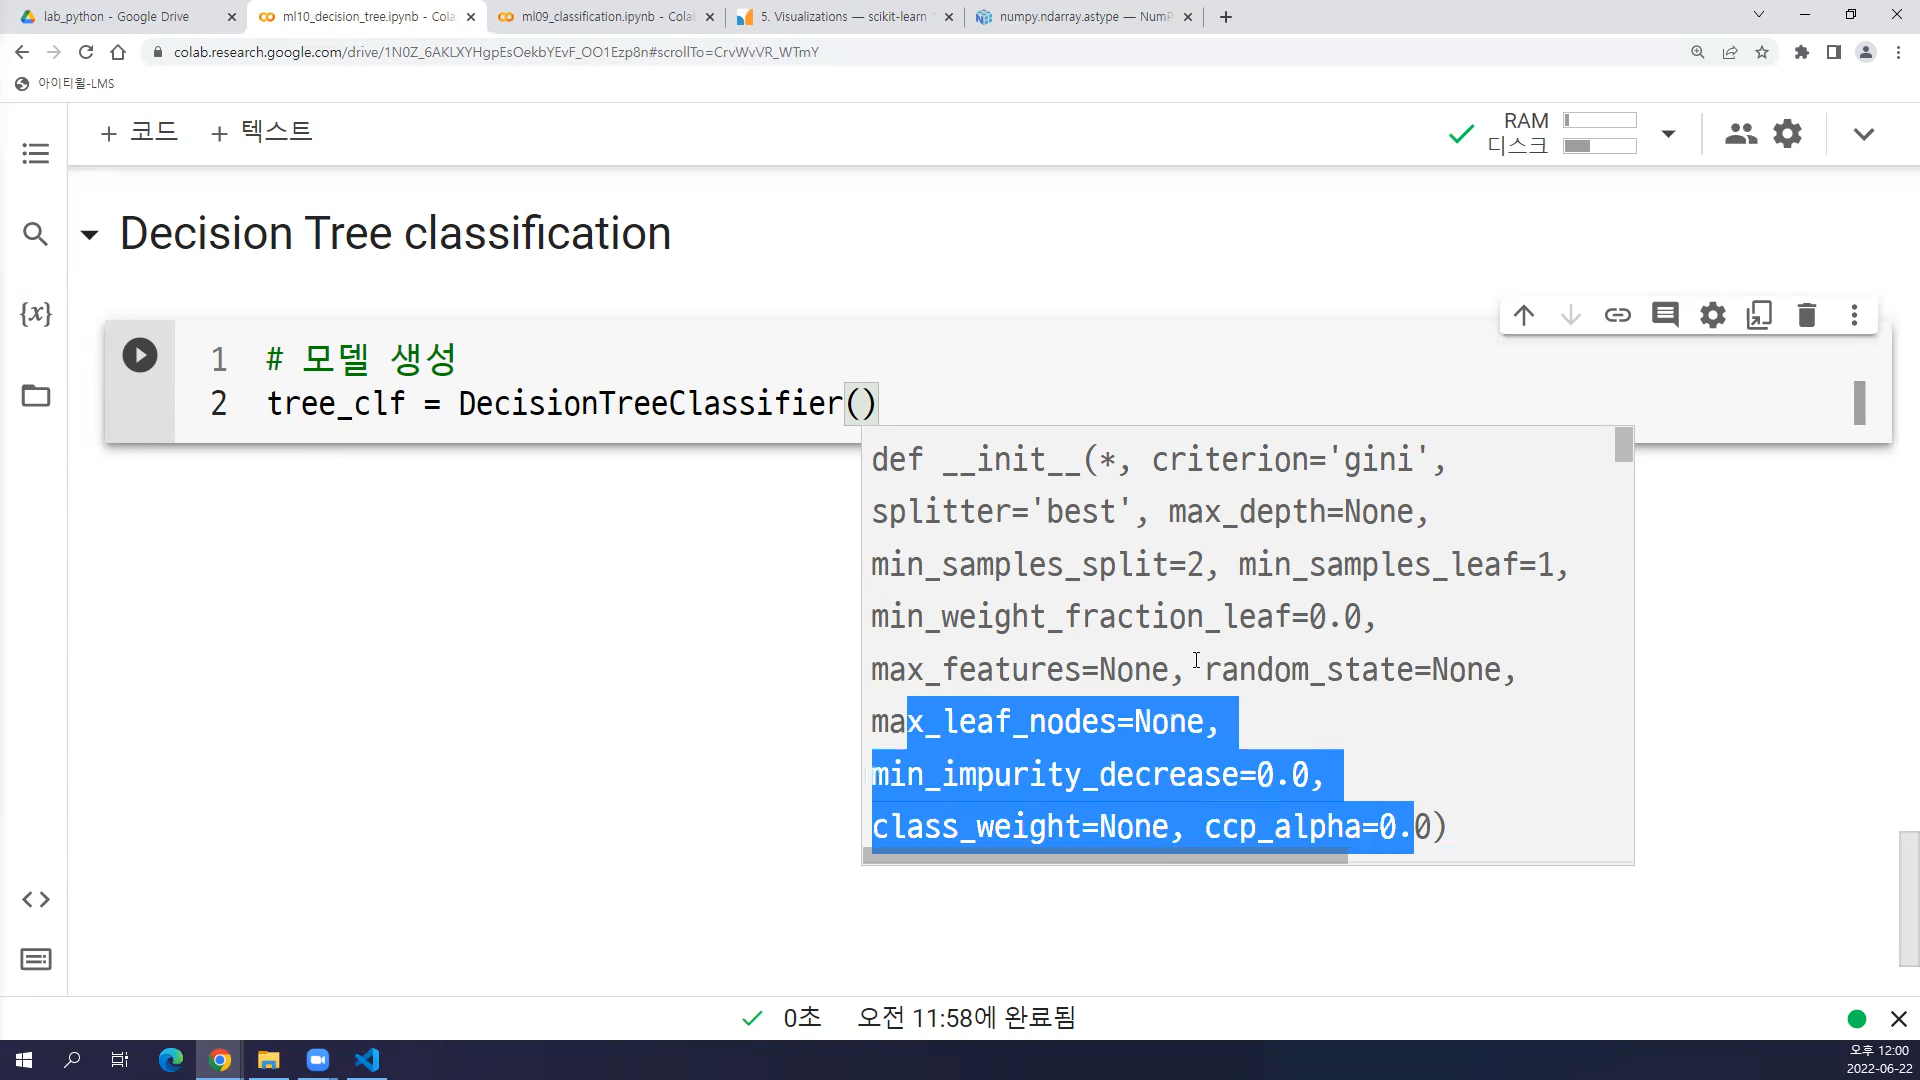 lab_python - Google Drive
ml10_decision_tree.ipynb - Cola
ml09_classification.ipynb - Cola
5. Visualizations — scikit-learn
numpy.ndarray.astype — NumP
colab.research.google.com/drive/1N0Z_6AKLXYHgpEsOekbYEvF_OO1Ezp8n#scrollTo=CrvWvVR_WTmY
아이티윌-LMS
+ 코드 + 텍스트
RAM
디스크
Decision Tree classification
{x}
1 # 모델 생성
2 tree_clf = DecisionTreeClassifier()
def __init__(*, criterion='gini',
splitter='best', max_depth=None,
min_samples_split=2, min_samples_leaf=1,
min_weight_fraction_leaf=0.0,
max_features=None, random_state=None,
max_leaf_nodes=None,
min_impurity_decrease=0.0,
class_weight=None, ccp_alpha=0.0)
0초 오전 11:58에 완료됨
오후 12:00
2022-06-22